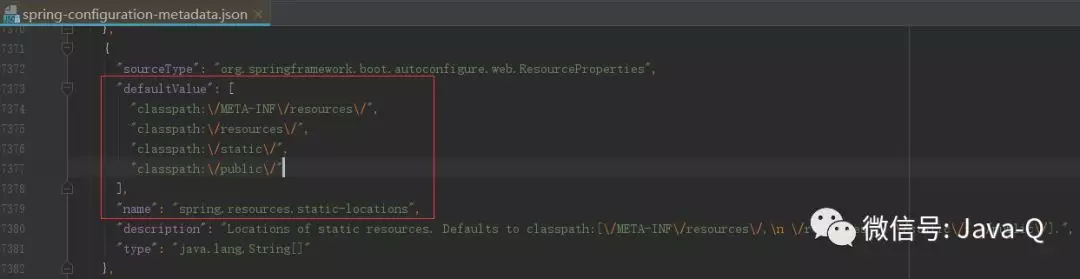 spring-configuration-metadata.json ×
7370 },
7371 {
7372 "sourceType": "org.springframework.boot.autoconfigure.web.ResourceProperties",
7373 "defaultValue": [
7374 "classpath:\/META-INF\/resources\/",
7375 "classpath:\/resources\/",
7376 "classpath:\/static\/",
7377 "classpath:\/public\/"
7378 ],
7379 "name": "spring.resources.static-locations",
7380 "description": "Locations of static resources. Defaults to classpath:[\/META-INF\/resources\/,\n \/
7381 "type": "java.lang.String[]"
7382 },
微信号: Java-Q